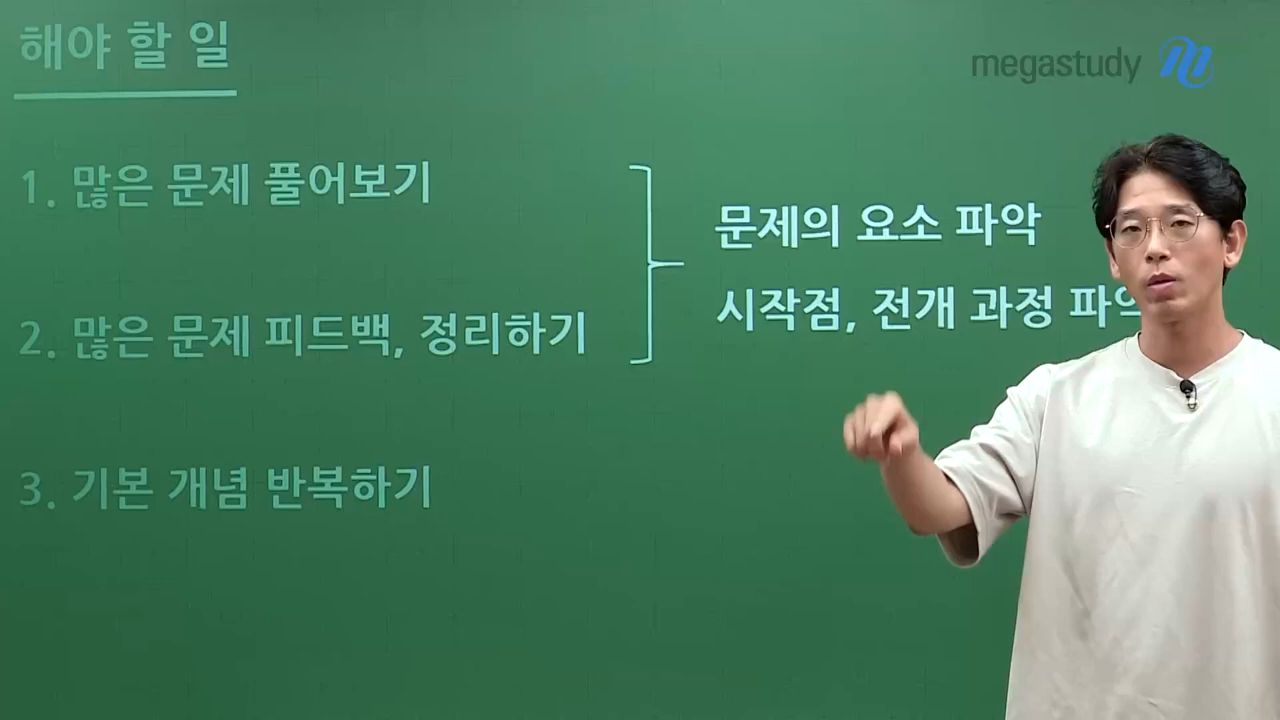 해야 할 일
megastudy
1. 많은 문제 풀어보기
문제의 요소 파악
시작점, 전개 과정 파악
2. 많은 문제 피드백, 정리하기
3. 기본 개념 반복하기